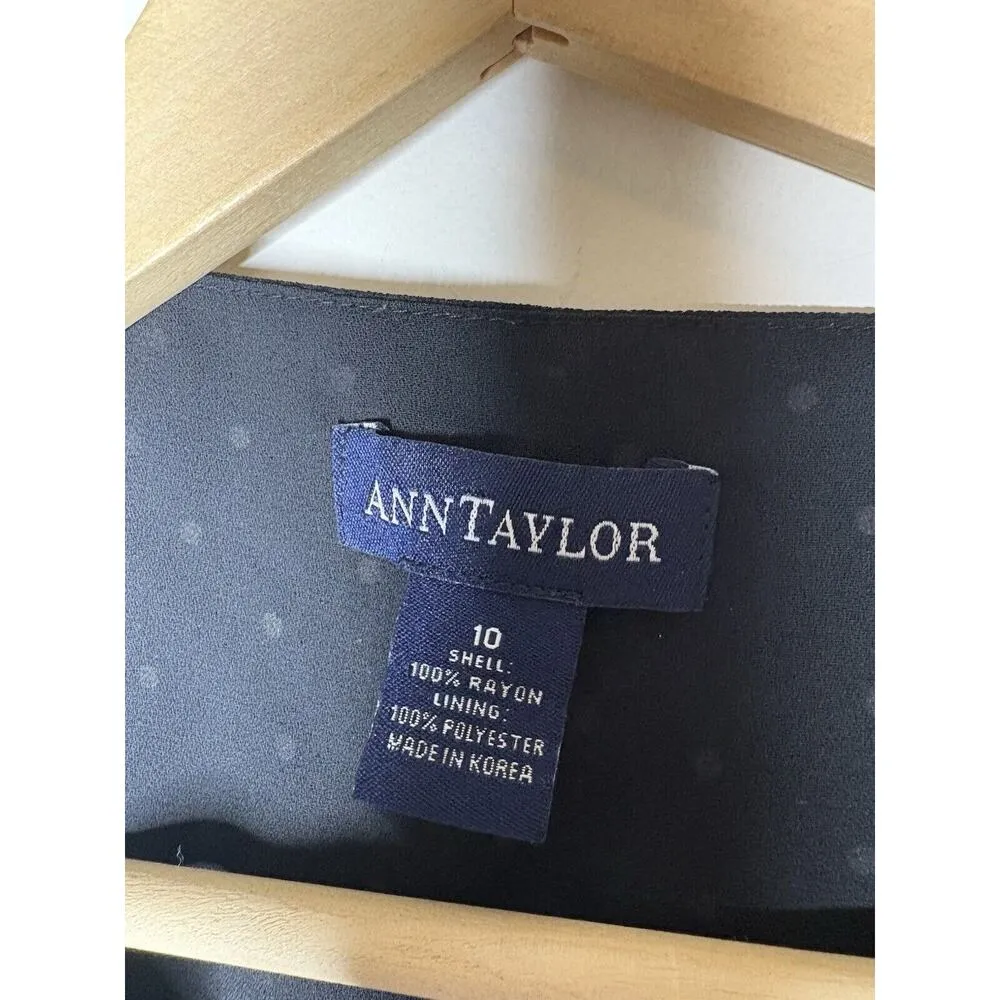 ANNTAYLOR
10
SHELL:
100% RAYON
LINING:
100% POLYESTER
MADE IN KOREA